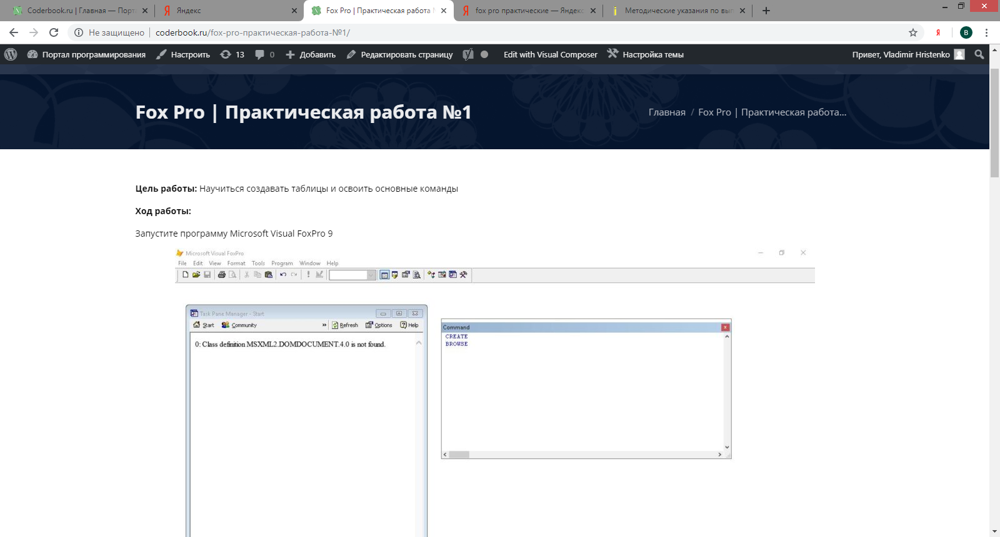 Coderbook.ru | Главная — Порт
Яндекс
Fox Pro | Практическая работа №
fox pro практические — Яндекс
Методические указания по вып
Не защищено
coderbook.ru/fox-pro-практическая-работа-№1/
Я
B
Портал программирования
Настроить
13
0
Добавить
Редактировать страницу
Edit with Visual Composer
Настройка темы
Привет, Vladimir Hristenko
Fox Pro | Практическая работа №1
Главная / Fox Pro | Практическая работа...
Цель работы: Научиться создавать таблицы и освоить основные команды
Ход работы:
Запустите программу Microsoft Visual FoxPro 9
Microsoft Visual FoxPro
File Edit View Format Tools Program Window Help
Task Pane Manager - Start
Start Community » Refresh Options Help
0: Class definition MSXML2.DOMDOCUMENT.4.0 is not found.
Command
CREATE
BROWSE